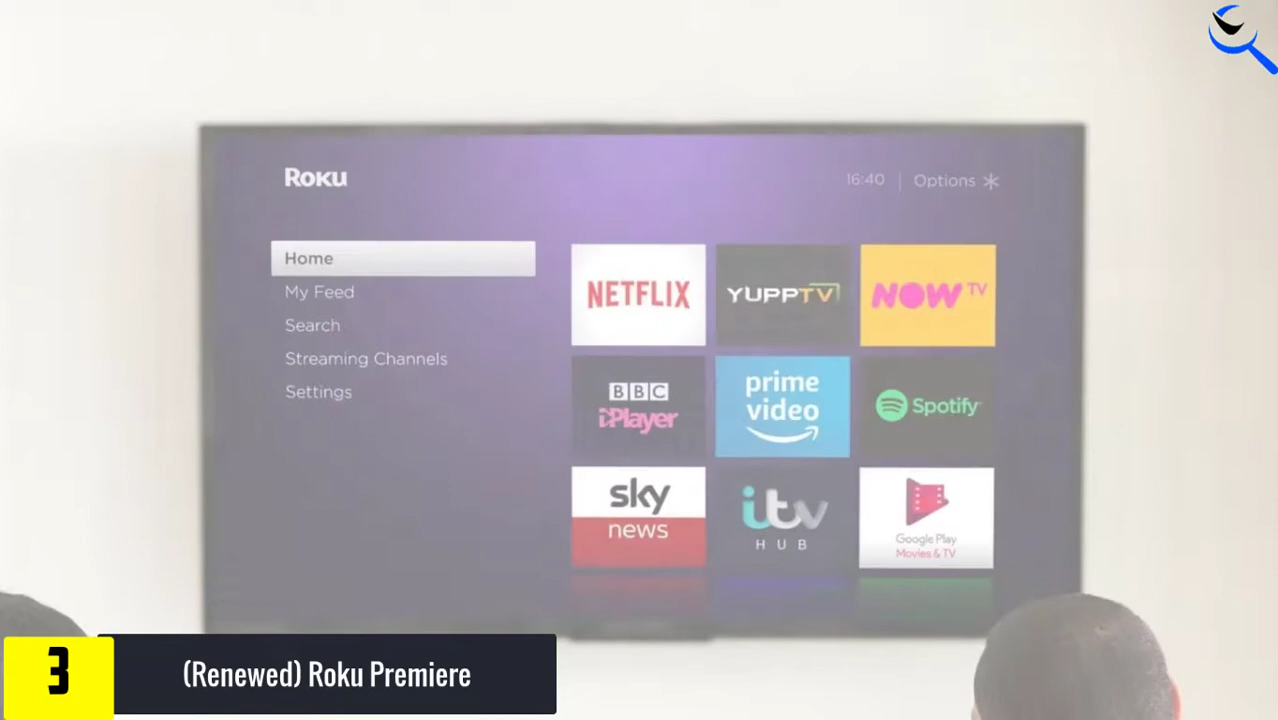 ROKU
16:40 | Options
Home
My Feed
Search
Streaming Channels
Settings
NETFLIX
YUPPTV
NOW TV
BBC
iPlayer
prime
video
Spotify
sky
news
itv
HUB
Google Play
Movies & TV
3
(Renewed) Roku Premiere